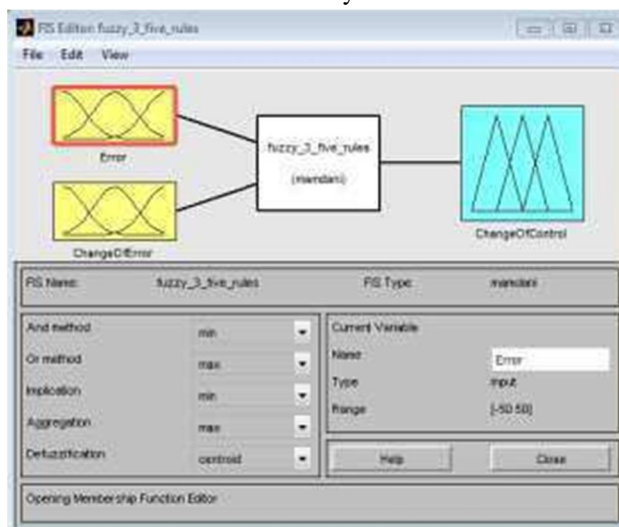 FIS Editor: fuzzy_3_five_rules
File Edit View
Error
fuzzy_3_five_rules
(mamdani)
ChangeOfError
ChangeOfControl
FIS Name: fuzzy_3_five_rules FIS Type: mamdani
And method min
Or method max
Implication min
Aggregation max
Defuzzification centroid
Current Variable
Name Error
Type input
Range [-50 50]
Help Close
Opening Membership Function Editor